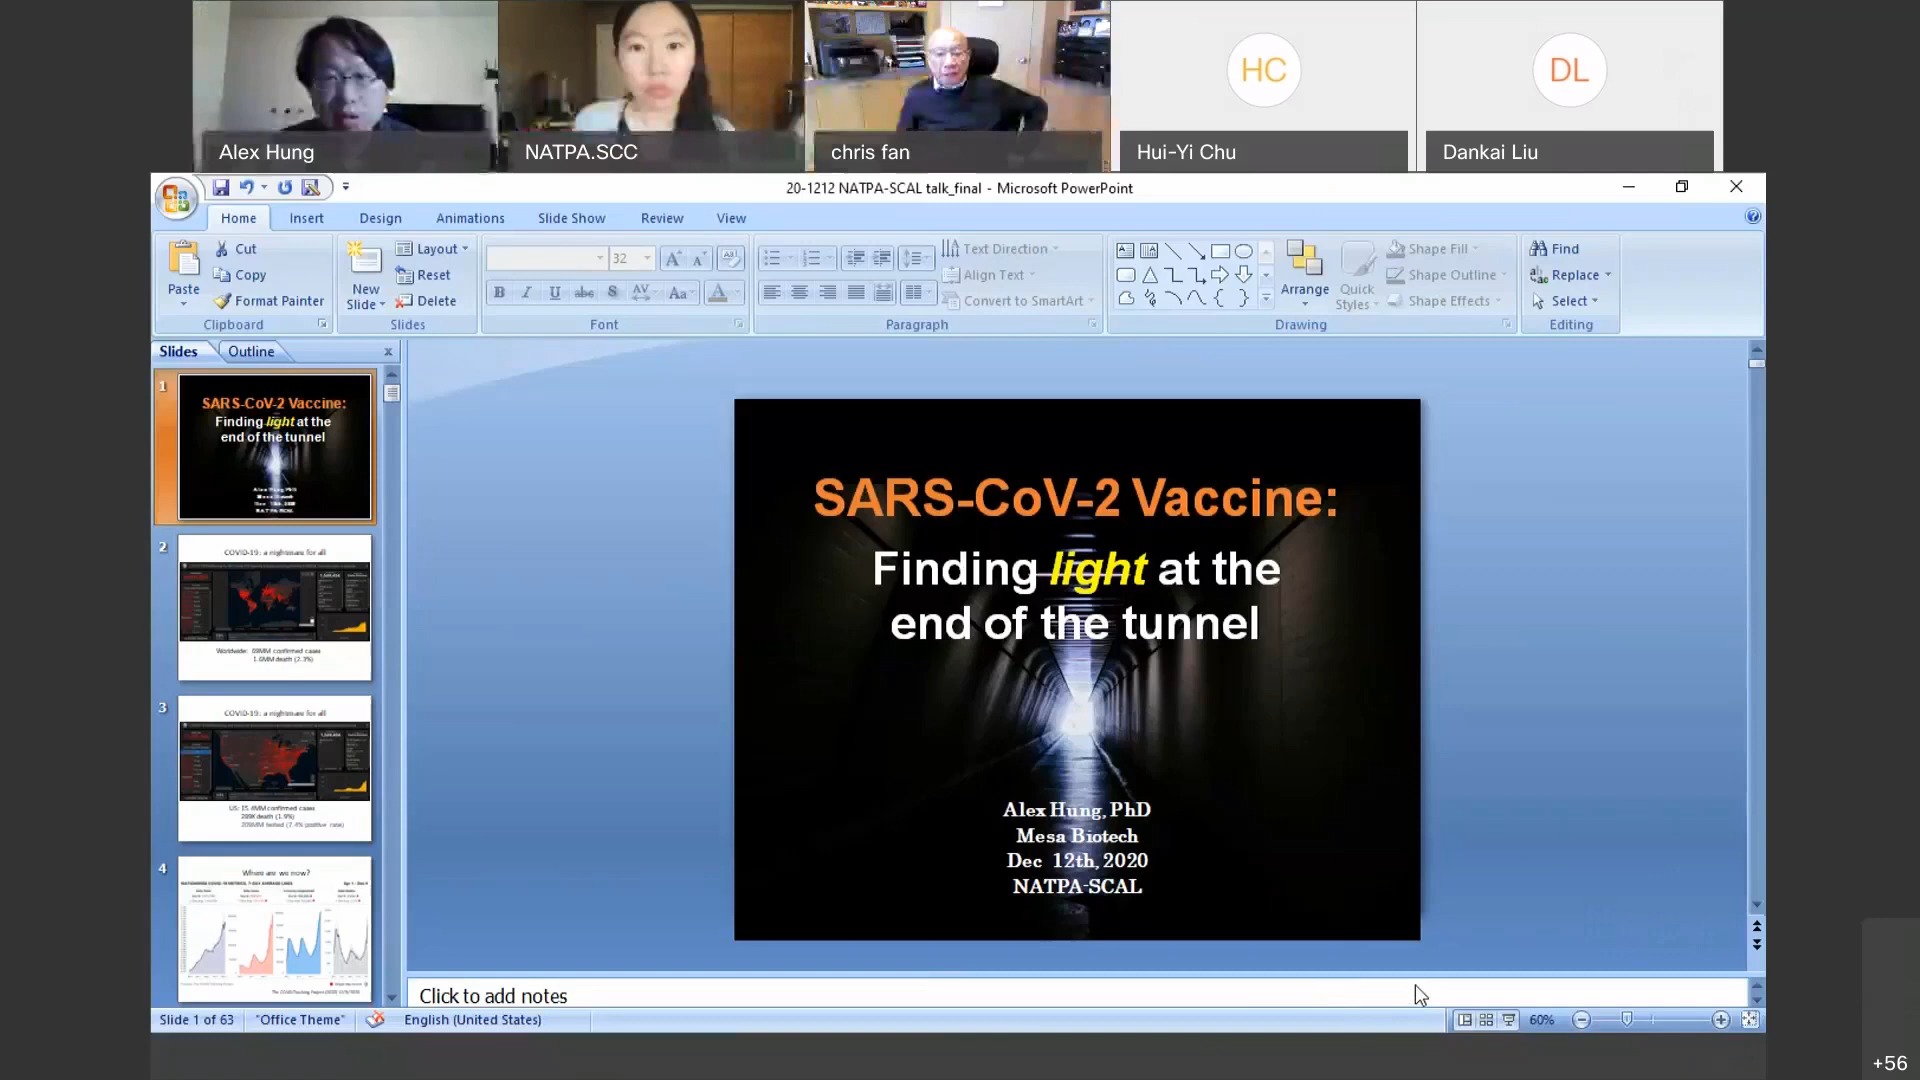 Alex Hung
NATPA.SCC
chris fan
HC
Hui-Yi Chu
DL
Dankai Liu
20-1212 NATPA-SCAL talk_final - Microsoft PowerPoint
Home
Insert
Design
Animations
Slide Show
Review
View
Paste
Cut
Copy
Format Painter
Clipboard
New Slide
Layout
Reset
Delete
Slides
32
Font
Text Direction
Align Text
Convert to SmartArt
Paragraph
Arrange
Quick Styles
Shape Fill
Shape Outline
Shape Effects
Drawing
Find
Replace
Select
Editing
Slides
Outline
1
SARS-CoV-2 Vaccine:
Finding light at the
end of the tunnel
2
COVID-19: a nightmare for all
3
COVID-19: a nightmare for all
4
Where are we now?
SARS-CoV-2 Vaccine:
Finding light at the
end of the tunnel
Alex Hung, PhD
Mesa Biotech
Dec 12th, 2020
NATPA-SCAL
Click to add notes
Slide 1 of 63
"Office Theme"
English (United States)
60%
+56